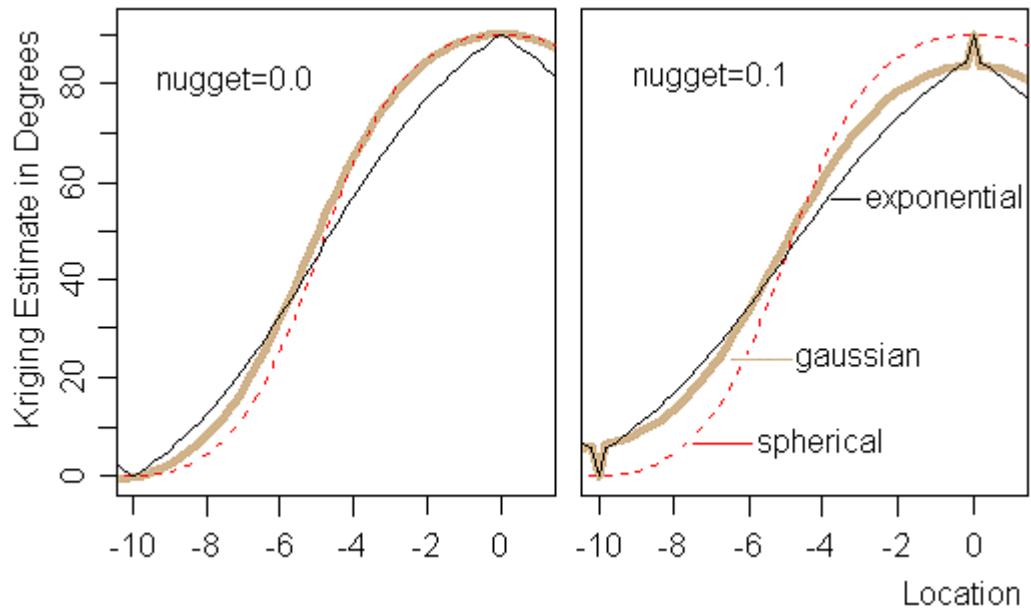 Kriging Estimate in Degrees
80
60
40
20
0
nugget=0.0
nugget=0.1
exponential
gaussian
spherical
-10 -8 -6 -4 -2 0
-10 -8 -6 -4 -2 0
Location